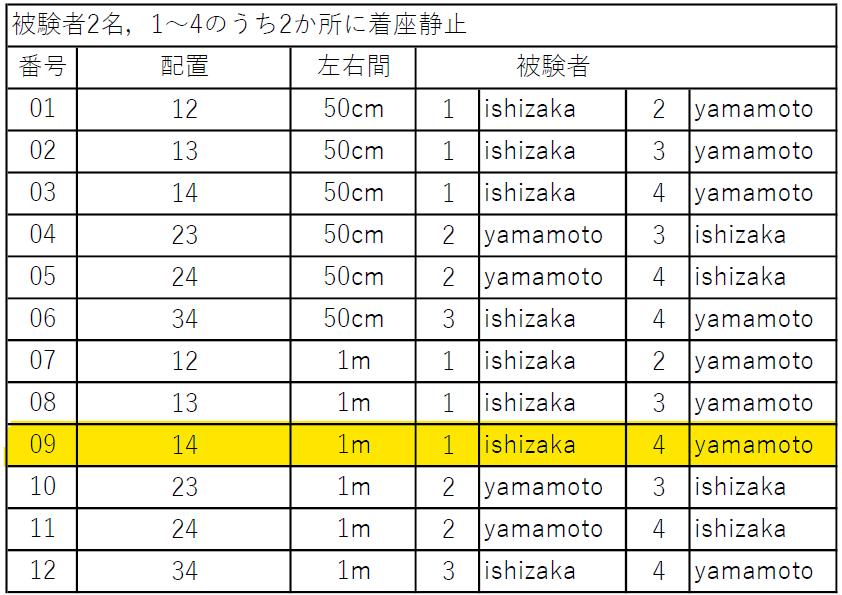 被験者2名，1～4のうち2か所に着座静止
番号 配置 左右間 被験者
01 12 50cm 1 ishizaka 2 yamamoto
02 13 50cm 1 ishizaka 3 yamamoto
03 14 50cm 1 ishizaka 4 yamamoto
04 23 50cm 2 yamamoto 3 ishizaka
05 24 50cm 2 yamamoto 4 ishizaka
06 34 50cm 3 ishizaka 4 yamamoto
07 12 1m 1 ishizaka 2 yamamoto
08 13 1m 1 ishizaka 3 yamamoto
09 14 1m 1 ishizaka 4 yamamoto
10 23 1m 2 yamamoto 3 ishizaka
11 24 1m 2 yamamoto 4 ishizaka
12 34 1m 3 ishizaka 4 yamamoto